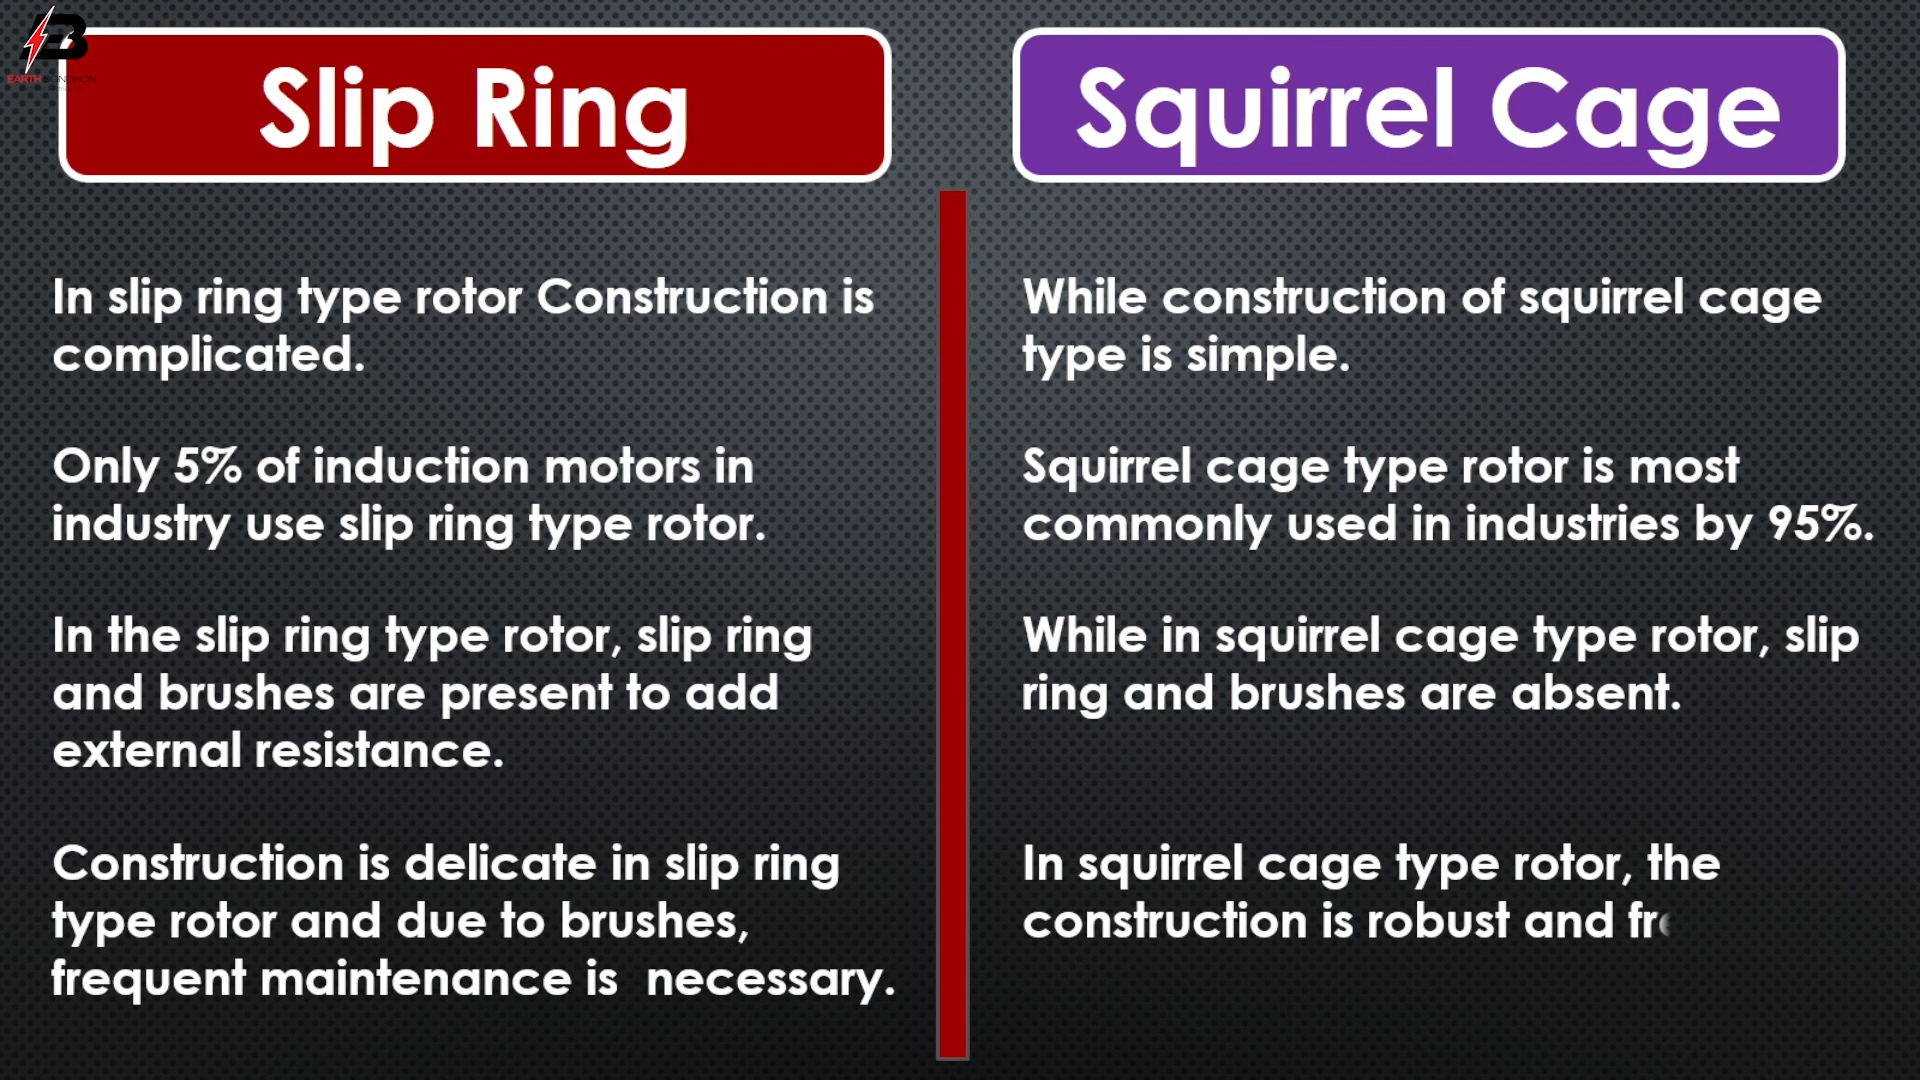 EARTH BONDHON
Slip Ring
Squirrel Cage
In slip ring type rotor Construction is
complicated.
Only 5% of induction motors in
industry use slip ring type rotor.
In the slip ring type rotor, slip ring
and brushes are present to add
external resistance.
Construction is delicate in slip ring
type rotor and due to brushes,
frequent maintenance is  necessary.
While construction of squirrel cage
type is simple.
Squirrel cage type rotor is most
commonly used in industries by 95%.
While in squirrel cage type rotor, slip
ring and brushes are absent.
In squirrel cage type rotor, the
construction is robust and